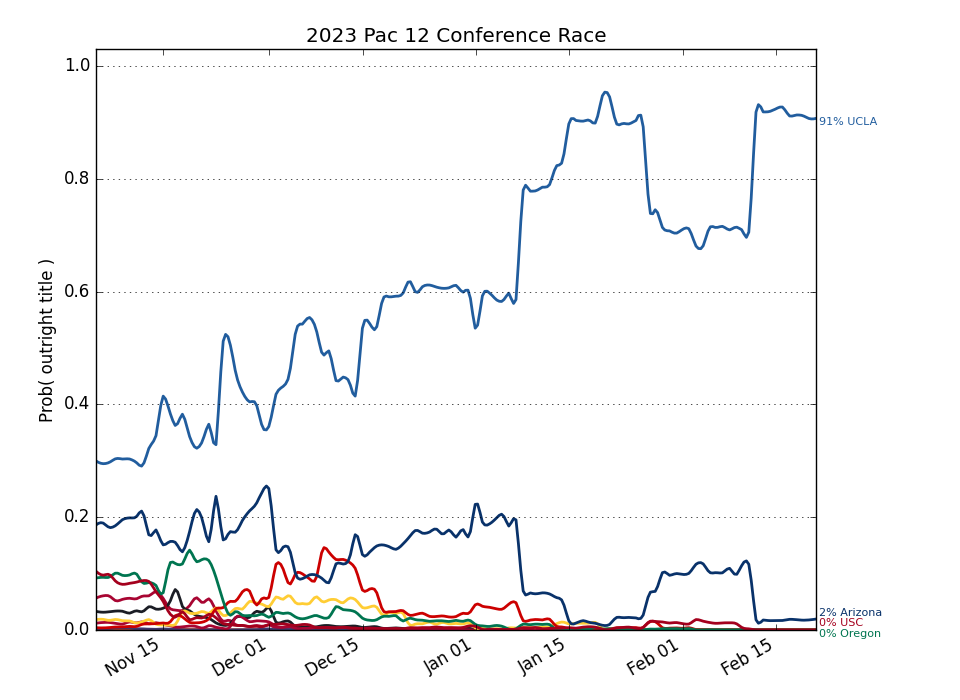 2023 Pac 12 Conference Race
Prob( outright title )
1.0
0.8
0.6
0.4
0.2
0.0
91% UCLA
2% Arizona
0% USC
0% Oregon
Nov 15
Dec 01
Dec 15
Jan 01
Jan 15
Feb 01
Feb 15